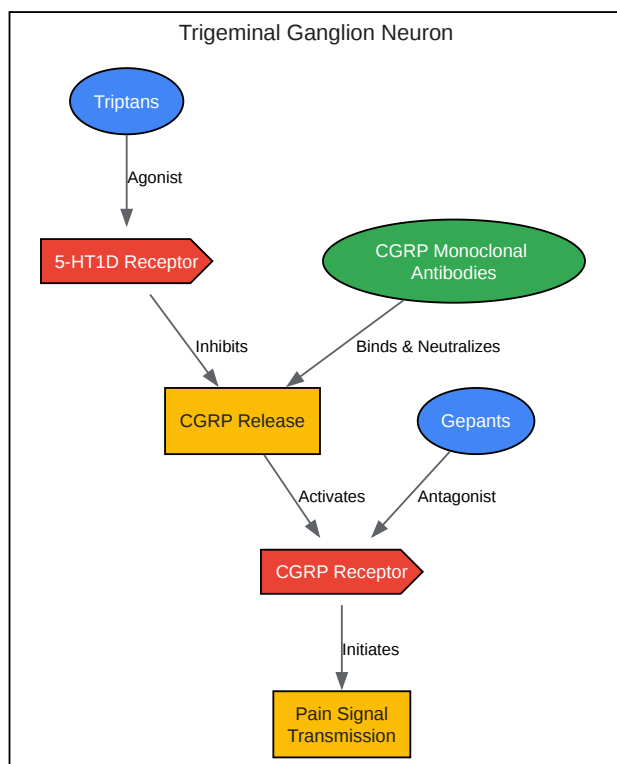 Trigeminal Ganglion Neuron
Triptans
Agonist
5-HT1D Receptor
CGRP Monoclonal
Antibodies
Inhibits
Binds & Neutralizes
CGRP Release
Gepants
Activates
Antagonist
CGRP Receptor
Initiates
Pain Signal
Transmission